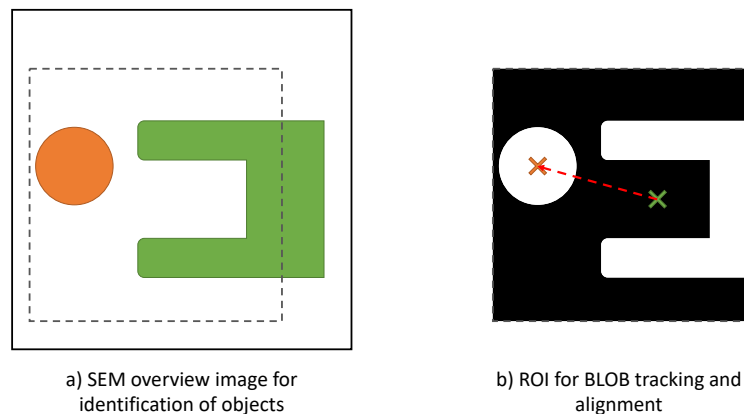 a) SEM overview image for
identification of objects
b) ROI for BLOB tracking and
alignment